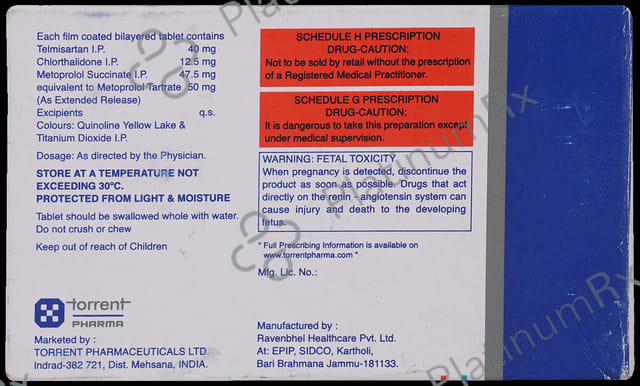 Each film coated bilayered tablet contains
Telmisartan I.P. 40 mg
Chlorthalidone I.P. 12.5 mg
Metoprolol Succinate I.P. 47.5 mg
equivalent to Metoprolol Tartrate 50 mg
(As Extended Release)
Excipients q.s.
Colours: Quinoline Yellow Lake &
Titanium Dioxide I.P.
Dosage: As directed by the Physician.
STORE AT A TEMPERATURE NOT
EXCEEDING 30°C.
PROTECTED FROM LIGHT & MOISTURE
Tablet should be swallowed whole with water.
Do not crush or chew
Keep out of reach of Children
torrent
PHARMA
Marketed by :
TORRENT PHARMACEUTICALS LTD.
Indrad-382 721, Dist. Mehsana, INDIA.
SCHEDULE H PRESCRIPTION
DRUG-CAUTION:
Not to be sold by retail without the prescription
of a Registered Medical Practitioner.
SCHEDULE G PRESCRIPTION
DRUG-CAUTION:
It is dangerous to take this preparation except
under medical supervision.
WARNING: FETAL TOXICITY
When pregnancy is detected, discontinue the
product as soon as possible. Drugs that act
directly on the renin - angiotensin system can
cause injury and death to the developing
fetus.
" Full Prescribing Information is available on
www.torrentpharma.com "
Mfg. Lic. No.:
Manufactured by :
Ravenbhel Healthcare Pvt. Ltd.
At: EPIP, SIDCO, Kartholi,
Bari Brahmana Jammu-181133.
PlatinumRx
PlatinumRx
PlatinumRx